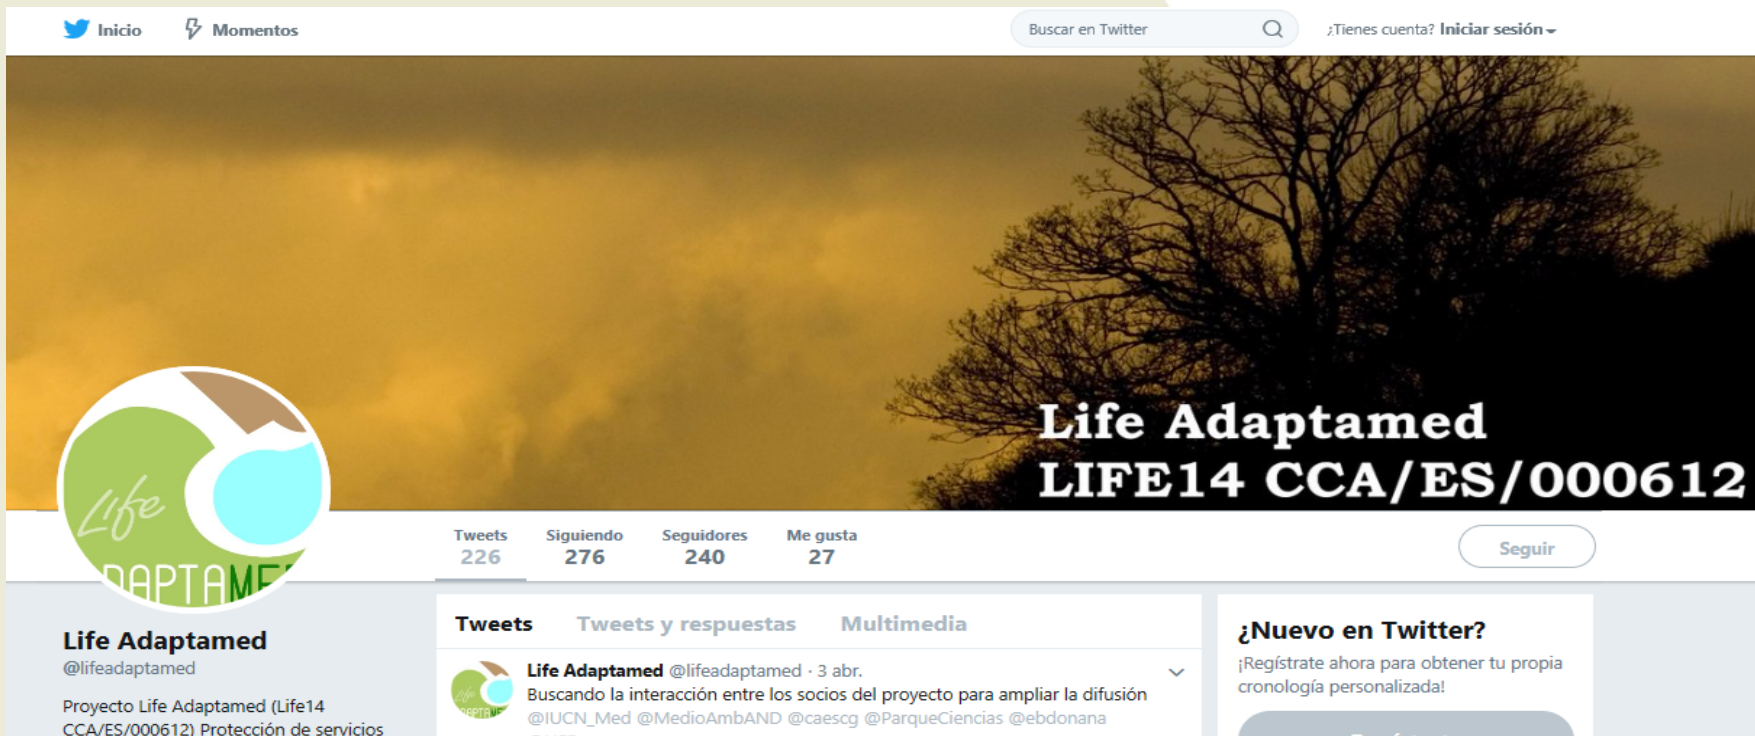 Inicio
Momentos
Buscar en Twitter
¿Tienes cuenta? Iniciar sesión
Life Adaptamed
LIFE14 CCA/ES/000612
Life
DAPTAMED
Tweets Siguiendo Seguidores Me gusta
226 276 240 27
Seguir
Life Adaptamed
@lifeadaptamed
Proyecto Life Adaptamed (Life14
CCA/ES/000612) Protección de servicios
Tweets Tweets y respuestas Multimedia
Life Adaptamed @lifeadaptamed · 3 abr.
Buscando la interacción entre los socios del proyecto para ampliar la difusión
@IUCN_Med @MedioAmbAND @caescg @ParqueCiencias @ebdonana
¿Nuevo en Twitter?
¡Regístrate ahora para obtener tu propia
cronología personalizada!